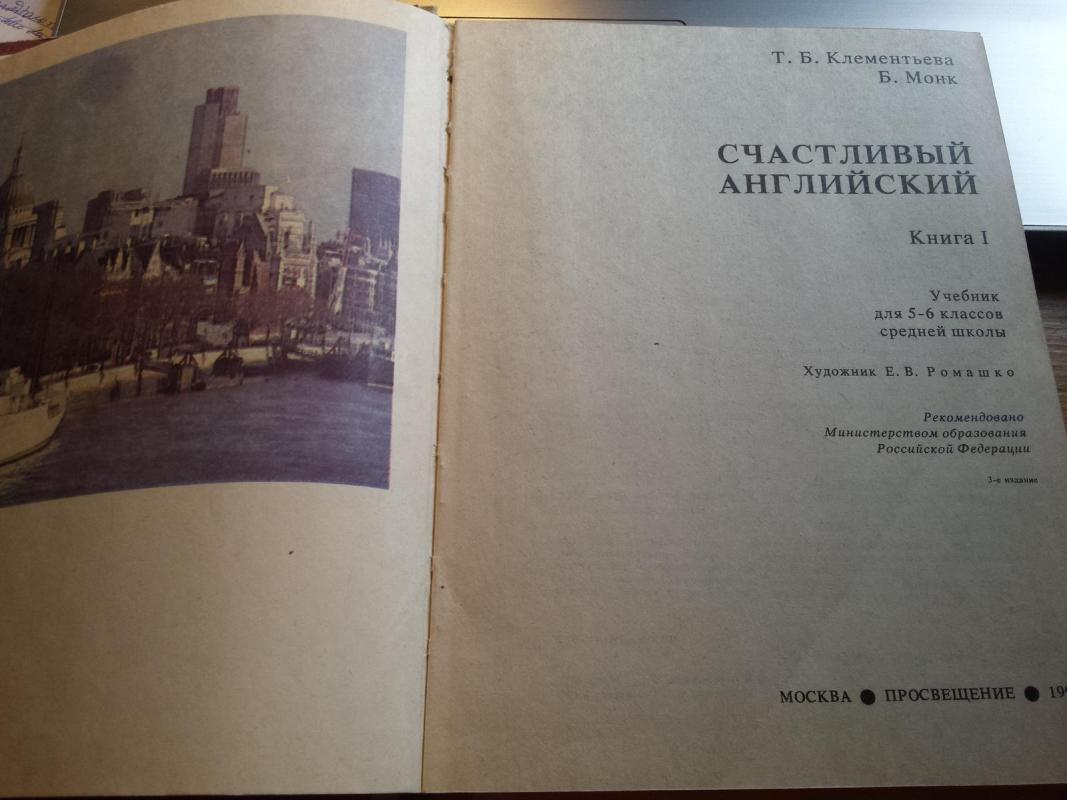 Т. Б. Клементьева
Б. Монк
СЧАСТЛИВЫЙ
АНГЛИЙСКИЙ
Книга I
Учебник
для 5-6 классов
средней школы
Художник Е. В. Ромашко
Рекомендовано
Министерством образования
Российской Федерации
3-е издание
МОСКВА ● ПРОСВЕЩЕНИЕ ●